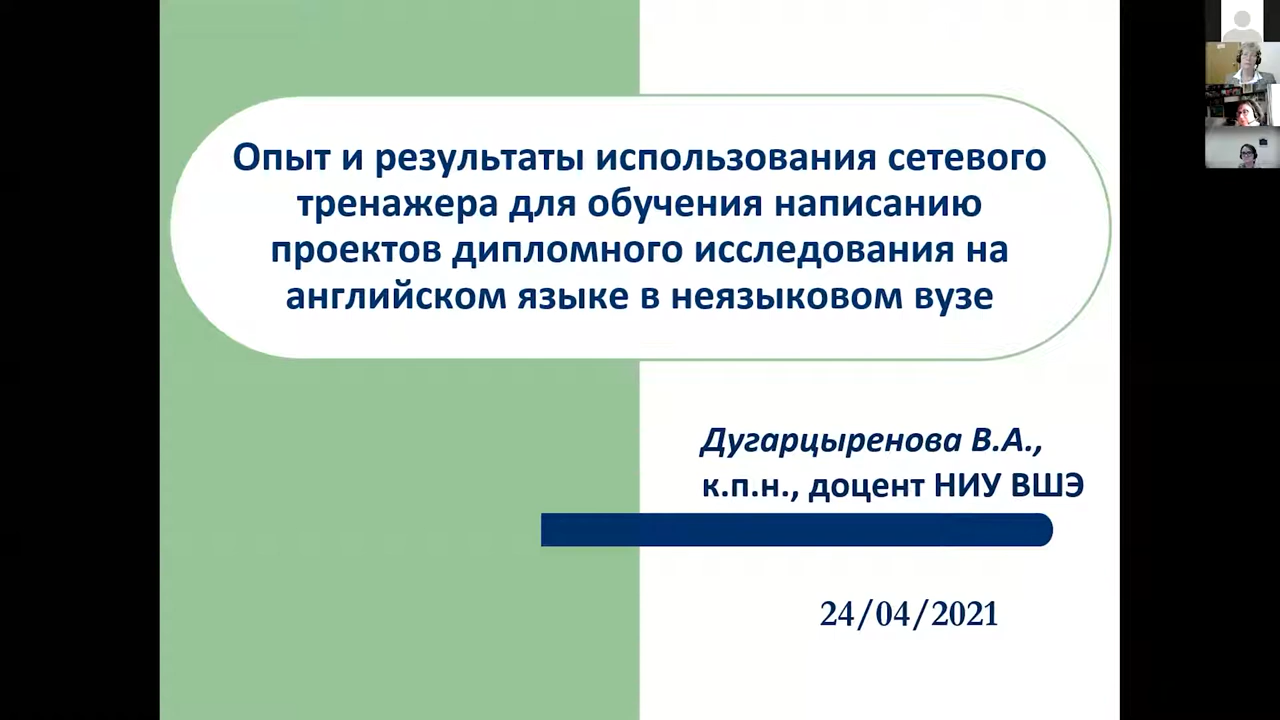 Опыт и результаты использования сетевого
тренажера для обучения написанию
проектов дипломного исследования на
английском языке в неязыковом вузе
Дугарцыренова В.А.,
к.п.н., доцент НИУ ВШЭ
24/04/2021